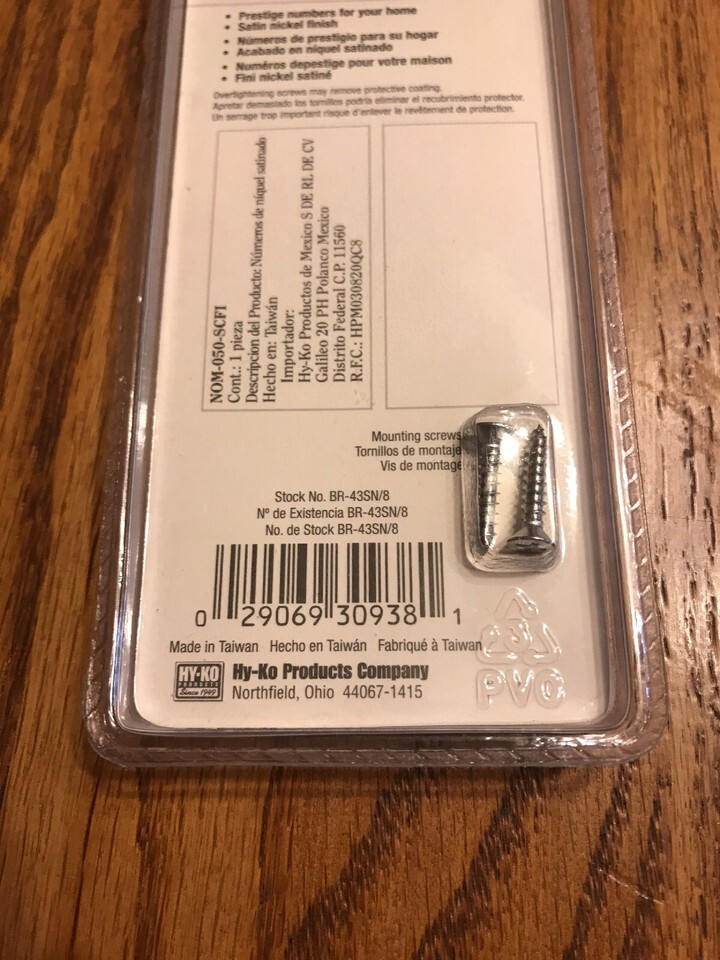 • Prestige numbers for your home
• Satin nickel finish
• Números de prestigio para su hogar
• Acabado en níquel satinado
• Numéros depestige pour votre maison
• Fini nickel satiné
Overtightening screws may remove protective coating.
Apretar demasiado los tornillos podría eliminar el recubrimiento protector.
Un serrage trop important risque d'enlever le revêtement de protection.
NOM-050-SCFI
Cont.: 1 pieza
Descripcion del Producto: Números de níquel satinado
Hecho en: Taiwán
Importador:
Hy-Ko Productos de Mexico S DE RL DE CV
Galileo 20 PH Polanco Mexico
Distrito Federal C.P. 11560
R.F.C.: HPM030820QC8
Mounting screws
Tornillos de montaje
Vis de montage
Stock No. BR-43SN/8
Nº de Existencia BR-43SN/8
No. de Stock BR-43SN/8
0 29069 30938 1
Made in Taiwan Hecho en Taiwán Fabriqué à Taiwan
HY-KO
PRODUCTS
Since 1949
Hy-Ko Products Company
Northfield, Ohio 44067-1415
PVC